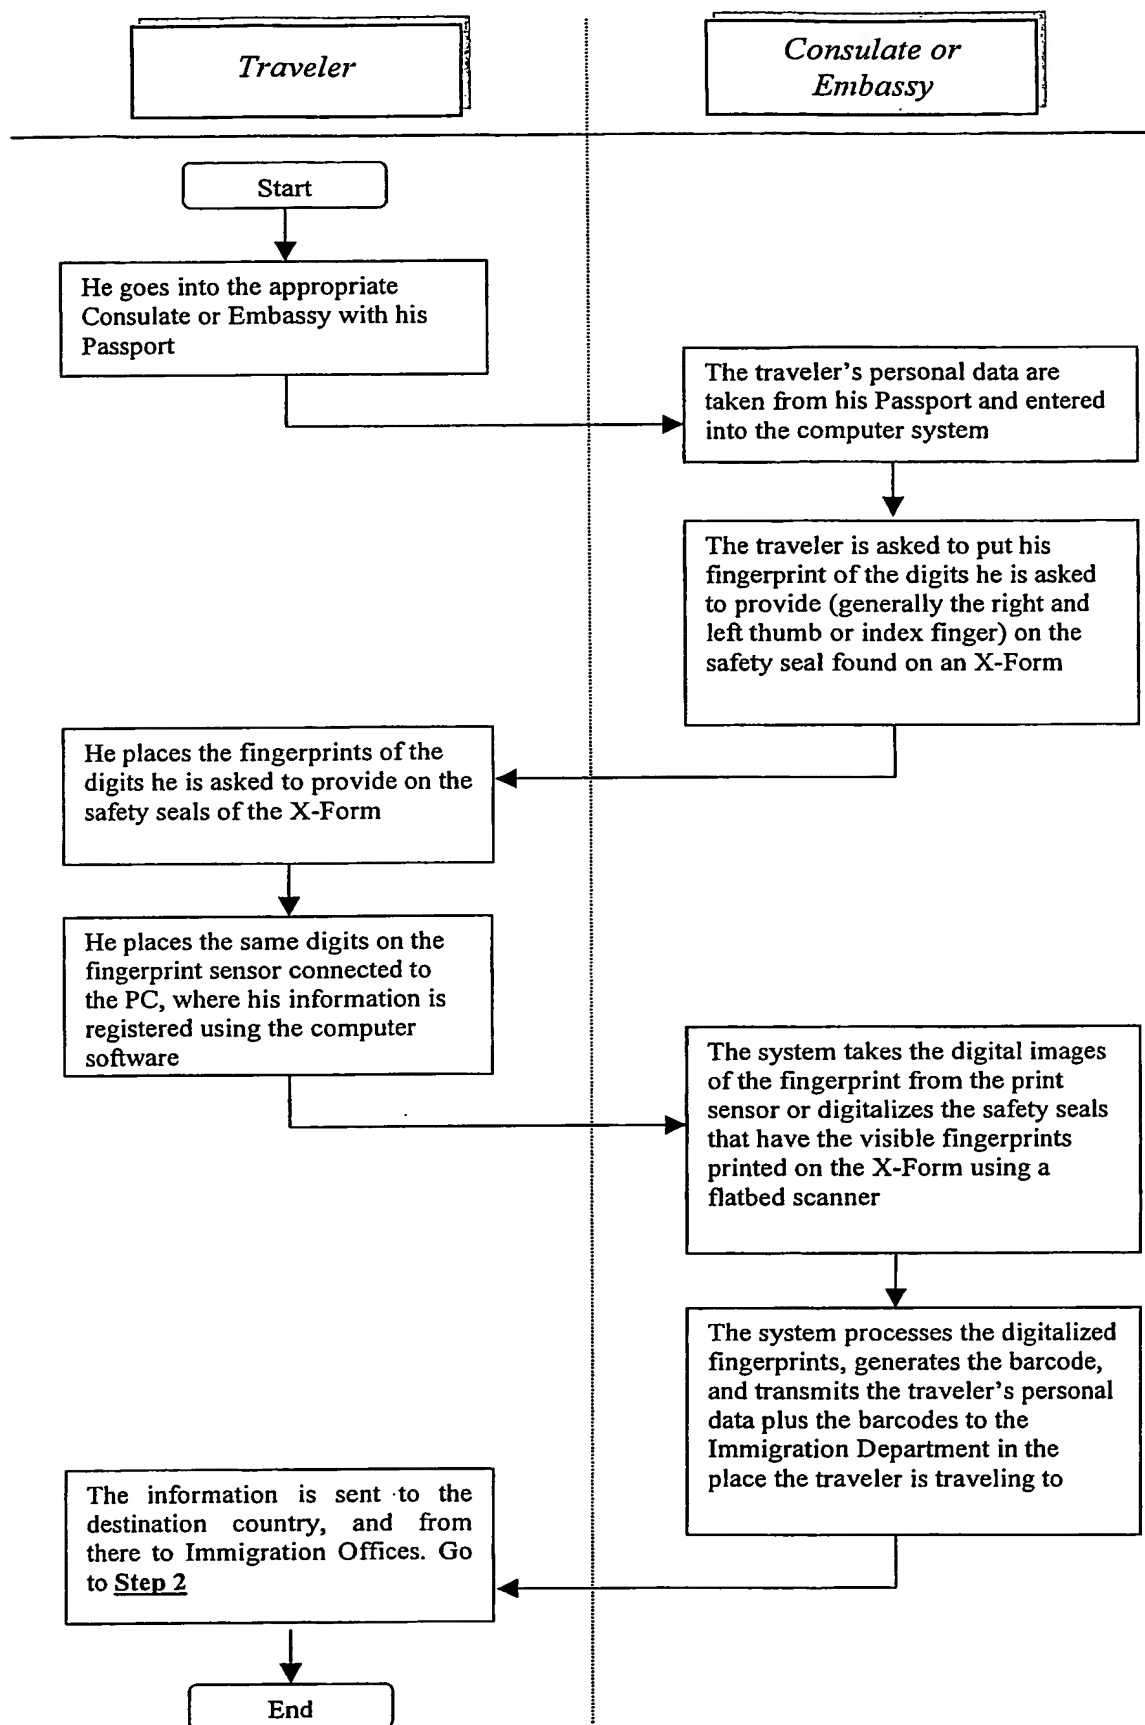 Traveler
Consulate or
Embassy
Start
He goes into the appropriate
Consulate or Embassy with his
Passport
The traveler's personal data are
taken from his Passport and entered
into the computer system
The traveler is asked to put his
fingerprint of the digits he is asked
to provide (generally the right and
left thumb or index finger) on the
safety seal found on an X-Form
He places the fingerprints of the
digits he is asked to provide on the
safety seals of the X-Form
He places the same digits on the
fingerprint sensor connected to
the PC, where his information is
registered using the computer
software
The system takes the digital images
of the fingerprint from the print
sensor or digitalizes the safety seals
that have the visible fingerprints
printed on the X-Form using a
flatbed scanner
The system processes the digitalized
fingerprints, generates the barcode,
and transmits the traveler's personal
data plus the barcodes to the
Immigration Department in the
place the traveler is traveling to
The information is sent to the
destination country, and from
there to Immigration Offices. Go
to Step 2
End